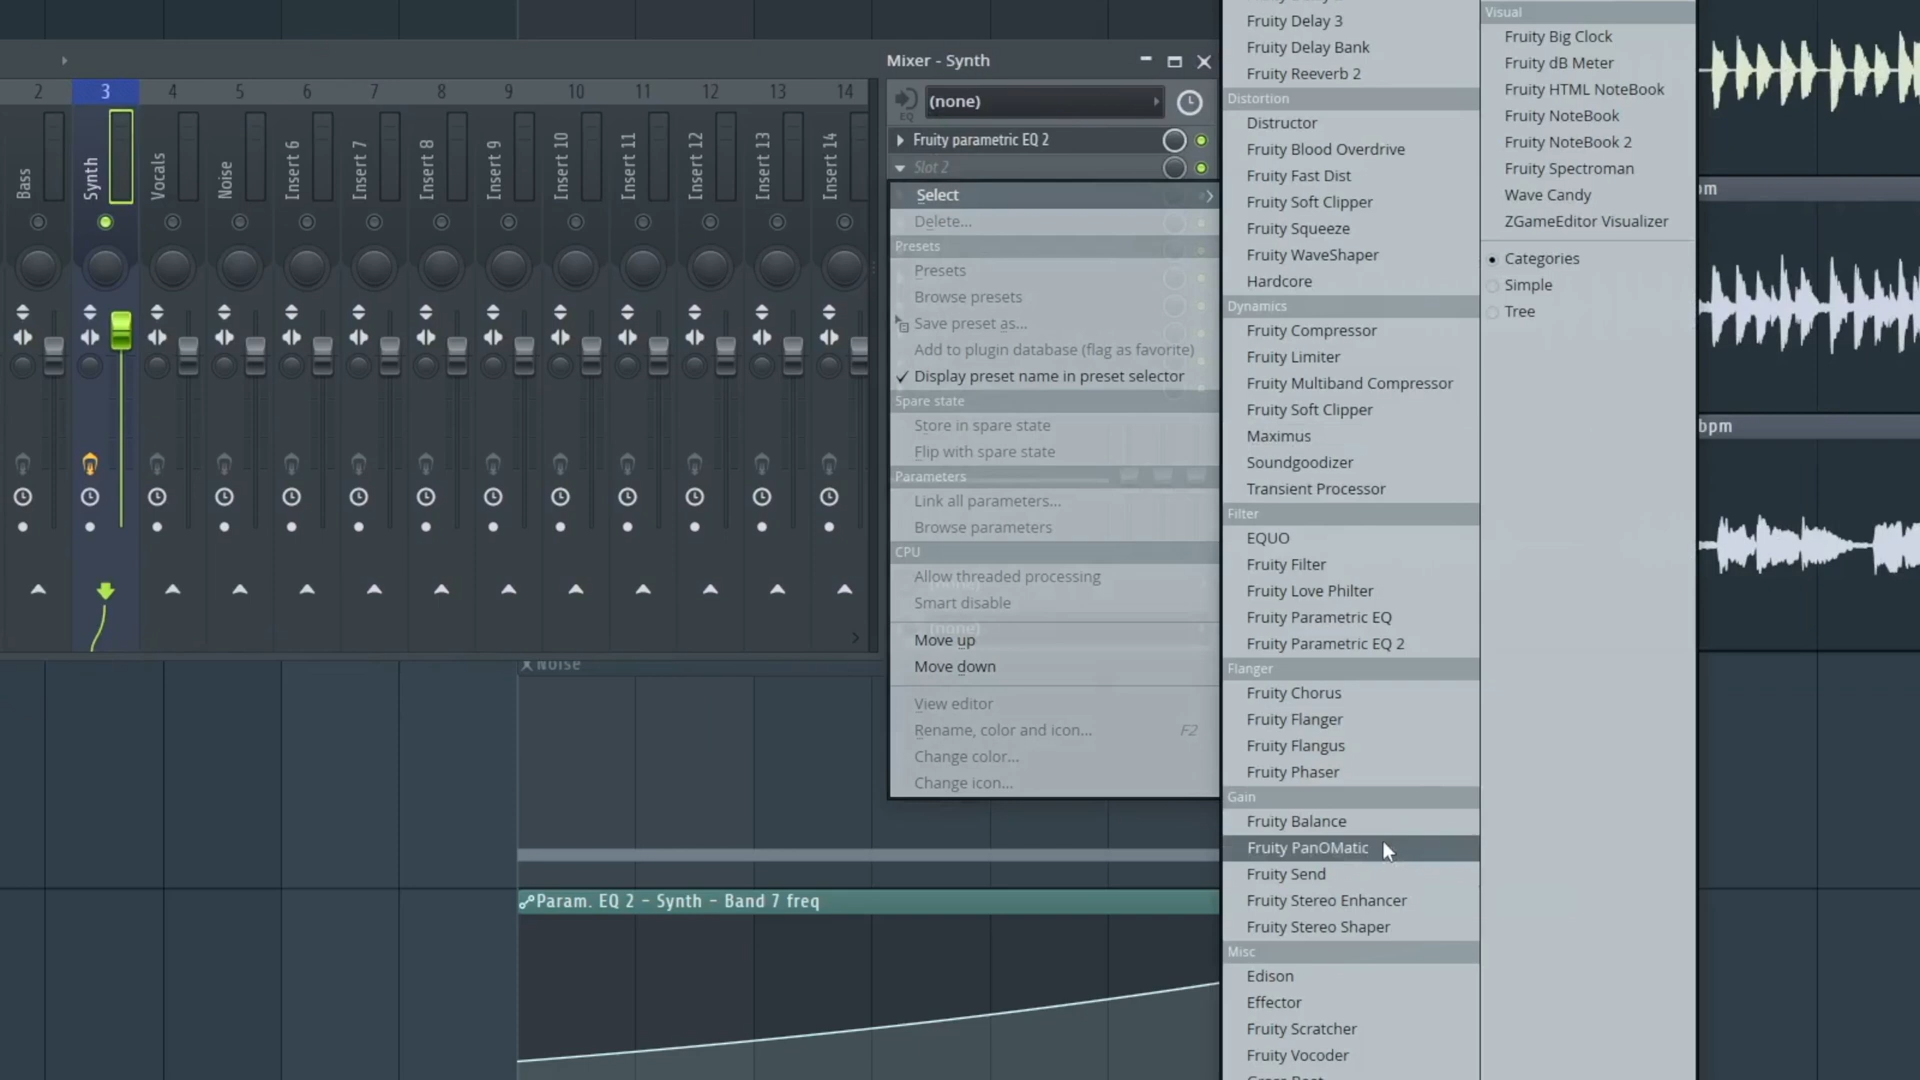 2
3
4
5
6
7
8
9
10
11
12
13
14
Bass
Synth
Vocals
Noise
Insert 6
Insert 7
Insert 8
Insert 9
Insert 10
Insert 11
Insert 12
Insert 13
Insert 14
Mixer - Synth
EQ
(none)
Fruity parametric EQ 2
Slot 2
Select
Delete...
Presets
Presets
Browse presets
Save preset as...
Add to plugin database (flag as favorite)
Display preset name in preset selector
Spare state
Store in spare state
Flip with spare state
Parameters
Link all parameters...
Browse parameters
CPU
Allow threaded processing
Smart disable
(none)
Move up
Move down
View editor
Rename, color and icon... F2
Change color...
Change icon...
Fruity Delay 3
Fruity Delay Bank
Fruity Reeverb 2
Distortion
Distructor
Fruity Blood Overdrive
Fruity Fast Dist
Fruity Soft Clipper
Fruity Squeeze
Fruity WaveShaper
Hardcore
Dynamics
Fruity Compressor
Fruity Limiter
Fruity Multiband Compressor
Fruity Soft Clipper
Maximus
Soundgoodizer
Transient Processor
Filter
EQUO
Fruity Filter
Fruity Love Philter
Fruity Parametric EQ
Fruity Parametric EQ 2
Flanger
Fruity Chorus
Fruity Flanger
Fruity Flangus
Fruity Phaser
Gain
Fruity Balance
Fruity PanOMatic
Fruity Send
Fruity Stereo Enhancer
Fruity Stereo Shaper
Misc
Edison
Effector
Fruity Scratcher
Fruity Vocoder
Visual
Fruity Big Clock
Fruity dB Meter
Fruity HTML NoteBook
Fruity NoteBook
Fruity NoteBook 2
Fruity Spectroman
Wave Candy
ZGameEditor Visualizer
Categories
Simple
Tree
pm
bpm
Noise
Param. EQ 2 - Synth - Band 7 freq